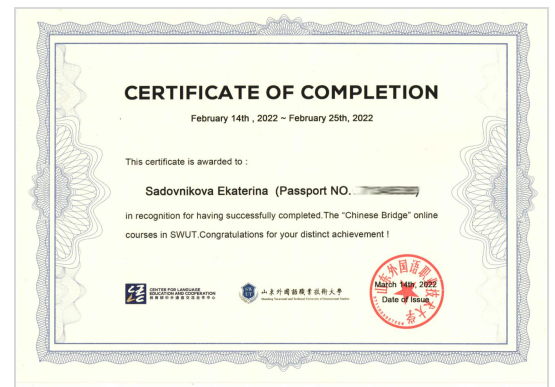 CERTIFICATE OF COMPLETION
February 14th , 2022 ~ February 25th, 2022
This certificate is awarded to :
Sadovnikova Ekaterina (Passport NO.
in recognition for having successfully completed.The “Chinese Bridge” online
courses in SWUT.Congratulations for your distinct achievement !
CENTER FOR LANGUAGE
EDUCATION AND COOPERATION
山东外国语职业技术大学
March 14th, 2022
Date of Issue